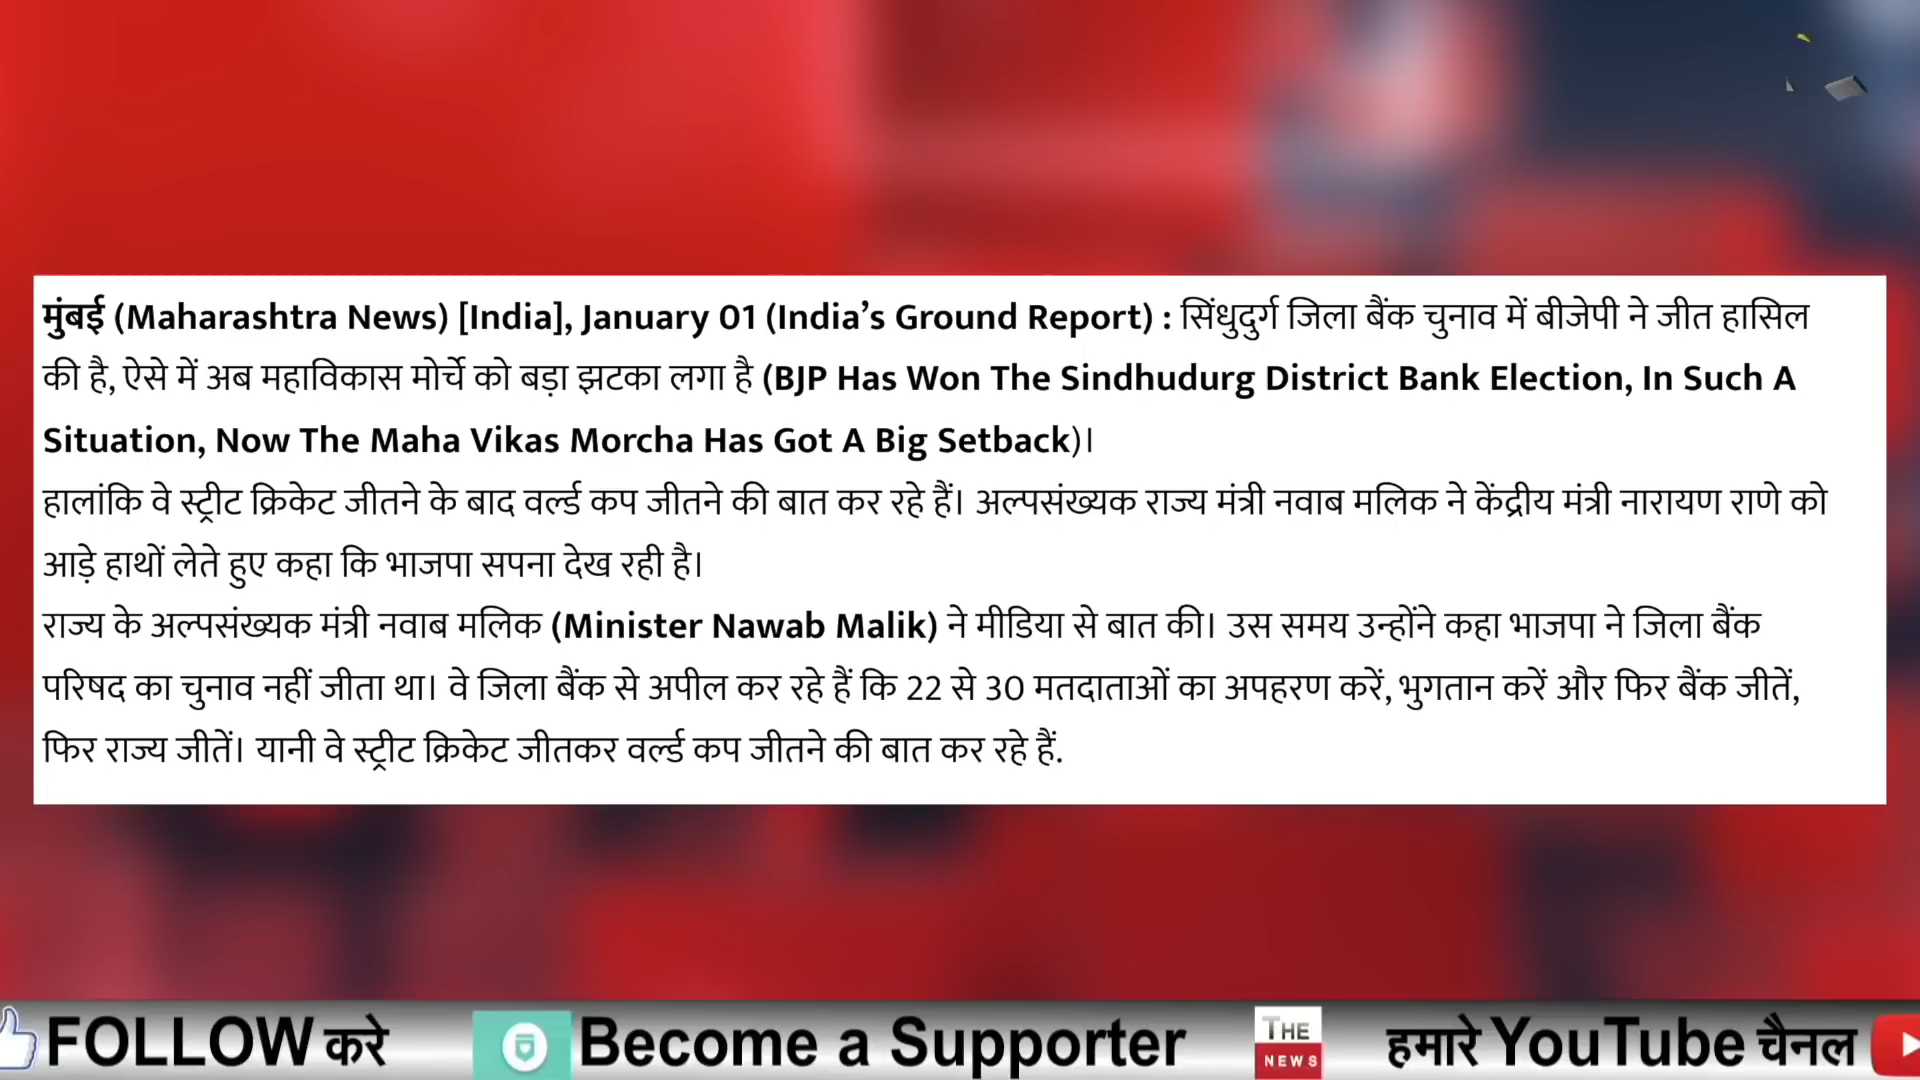 मुंबई (Maharashtra News) [India], January 01 (India’s Ground Report) : सिंधुदुर्ग जिला बैंक चुनाव में बीजेपी ने जीत हासिल
की है, ऐसे में अब महाविकास मोर्चे को बड़ा झटका लगा है (BJP Has Won The Sindhudurg District Bank Election, In Such A
Situation, Now The Maha Vikas Morcha Has Got A Big Setback)।
हालांकि वे स्ट्रीट क्रिकेट जीतने के बाद वर्ल्ड कप जीतने की बात कर रहे हैं। अल्पसंख्यक राज्य मंत्री नवाब मलिक ने केंद्रीय मंत्री नारायण राणे को
आड़े हाथों लेते हुए कहा कि भाजपा सपना देख रही है।
राज्य के अल्पसंख्यक मंत्री नवाब मलिक (Minister Nawab Malik) ने मीडिया से बात की। उस समय उन्होंने कहा भाजपा ने जिला बैंक
परिषद का चुनाव नहीं जीता था। वे जिला बैंक से अपील कर रहे हैं कि 22 से 30 मतदाताओं का अपहरण करें, भुगतान करें और फिर बैंक जीतें,
फिर राज्य जीतें। यानी वे स्ट्रीट क्रिकेट जीतकर वर्ल्ड कप जीतने की बात कर रहे हैं.
FOLLOW करे Become a Supporter THE NEWS हमारे YouTube चैनल